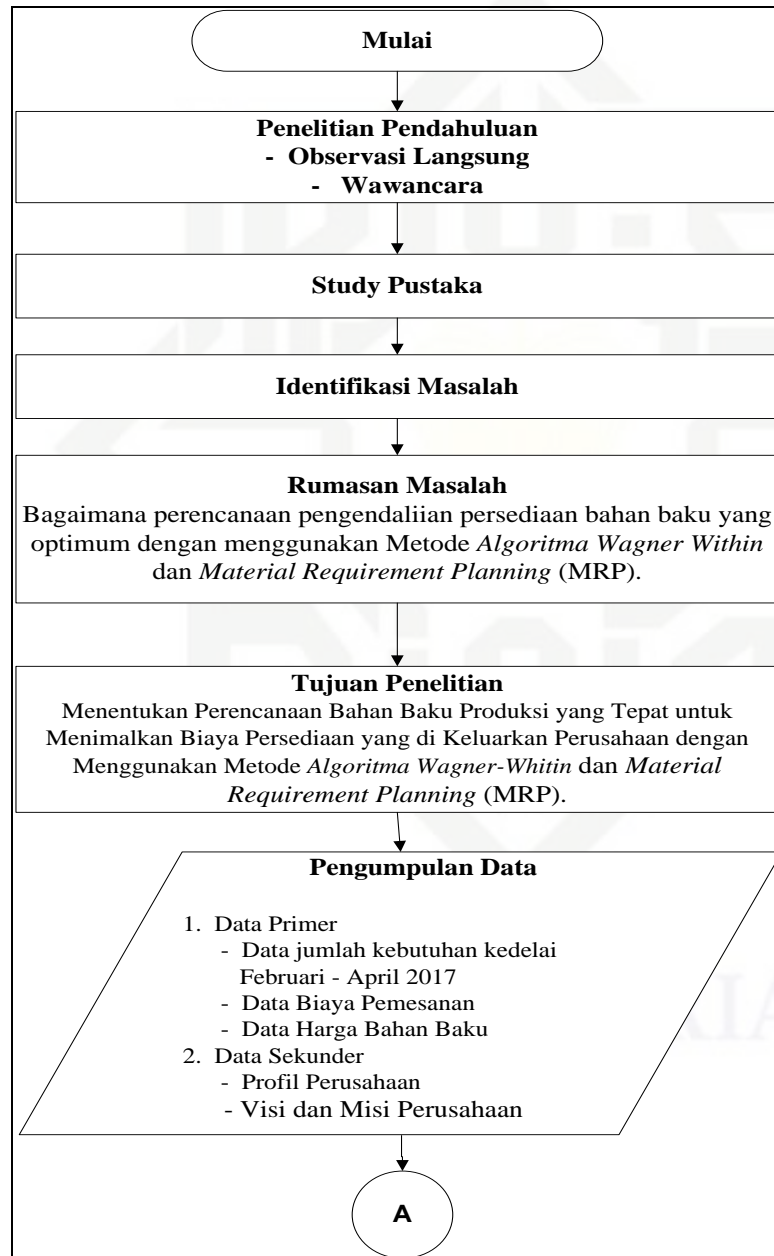 Mulai
Penelitian Pendahuluan
- Observasi Langsung
- Wawancara
Study Pustaka
Identifikasi Masalah
Rumasan Masalah
Bagaimana perencanaan pengendaliian persediaan bahan baku yang
optimum dengan menggunakan Metode Algoritma Wagner Within
dan Material Requirement Planning (MRP).
Tujuan Penelitian
Menentukan Perencanaan Bahan Baku Produksi yang Tepat untuk
Menimalkan Biaya Persediaan yang di Keluarkan Perusahaan dengan
Menggunakan Metode Algoritma Wagner-Whitin dan Material
Requirement Planning (MRP).
Pengumpulan Data
1. Data Primer
- Data jumlah kebutuhan kedelai
Februari - April 2017
- Data Biaya Pemesanan
- Data Harga Bahan Baku
2. Data Sekunder
- Profil Perusahaan
- Visi dan Misi Perusahaan
A